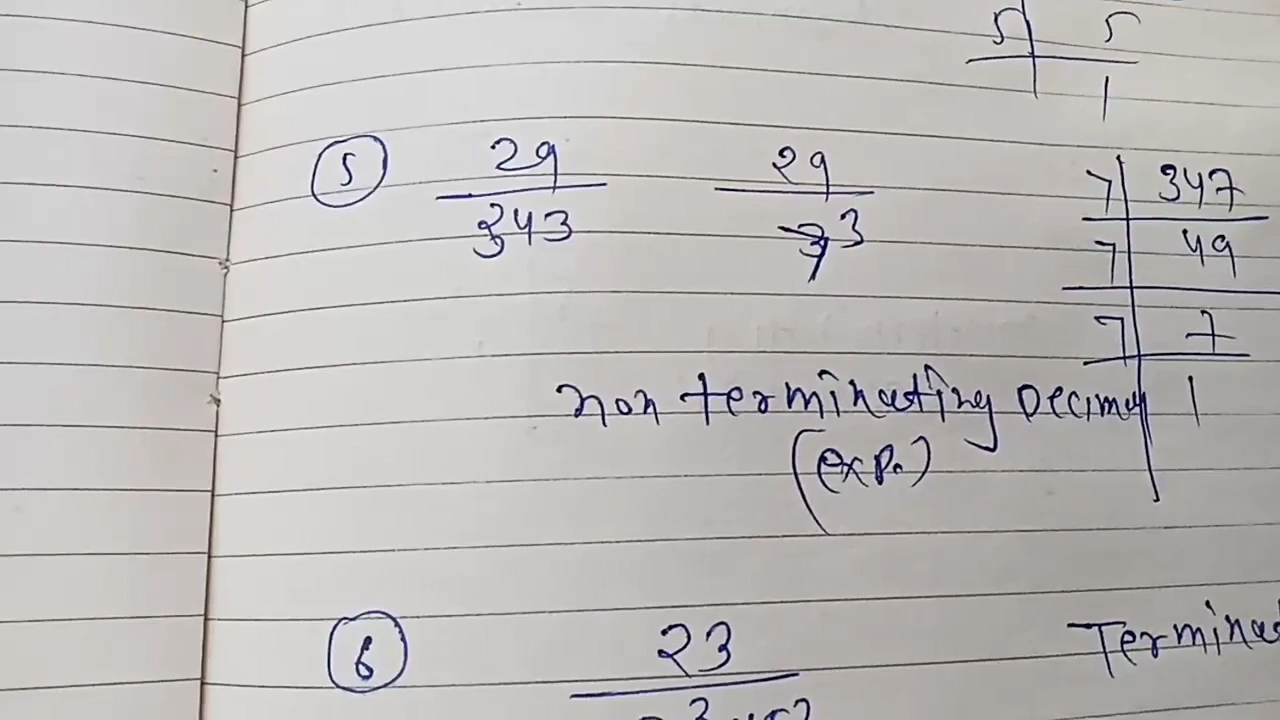 5 | 5
1
(5) 29/343 29/7³ 7 | 347
7 | 49
7 | 7
non terminating Decimal 1
(exp.)
(6) 23 Termina